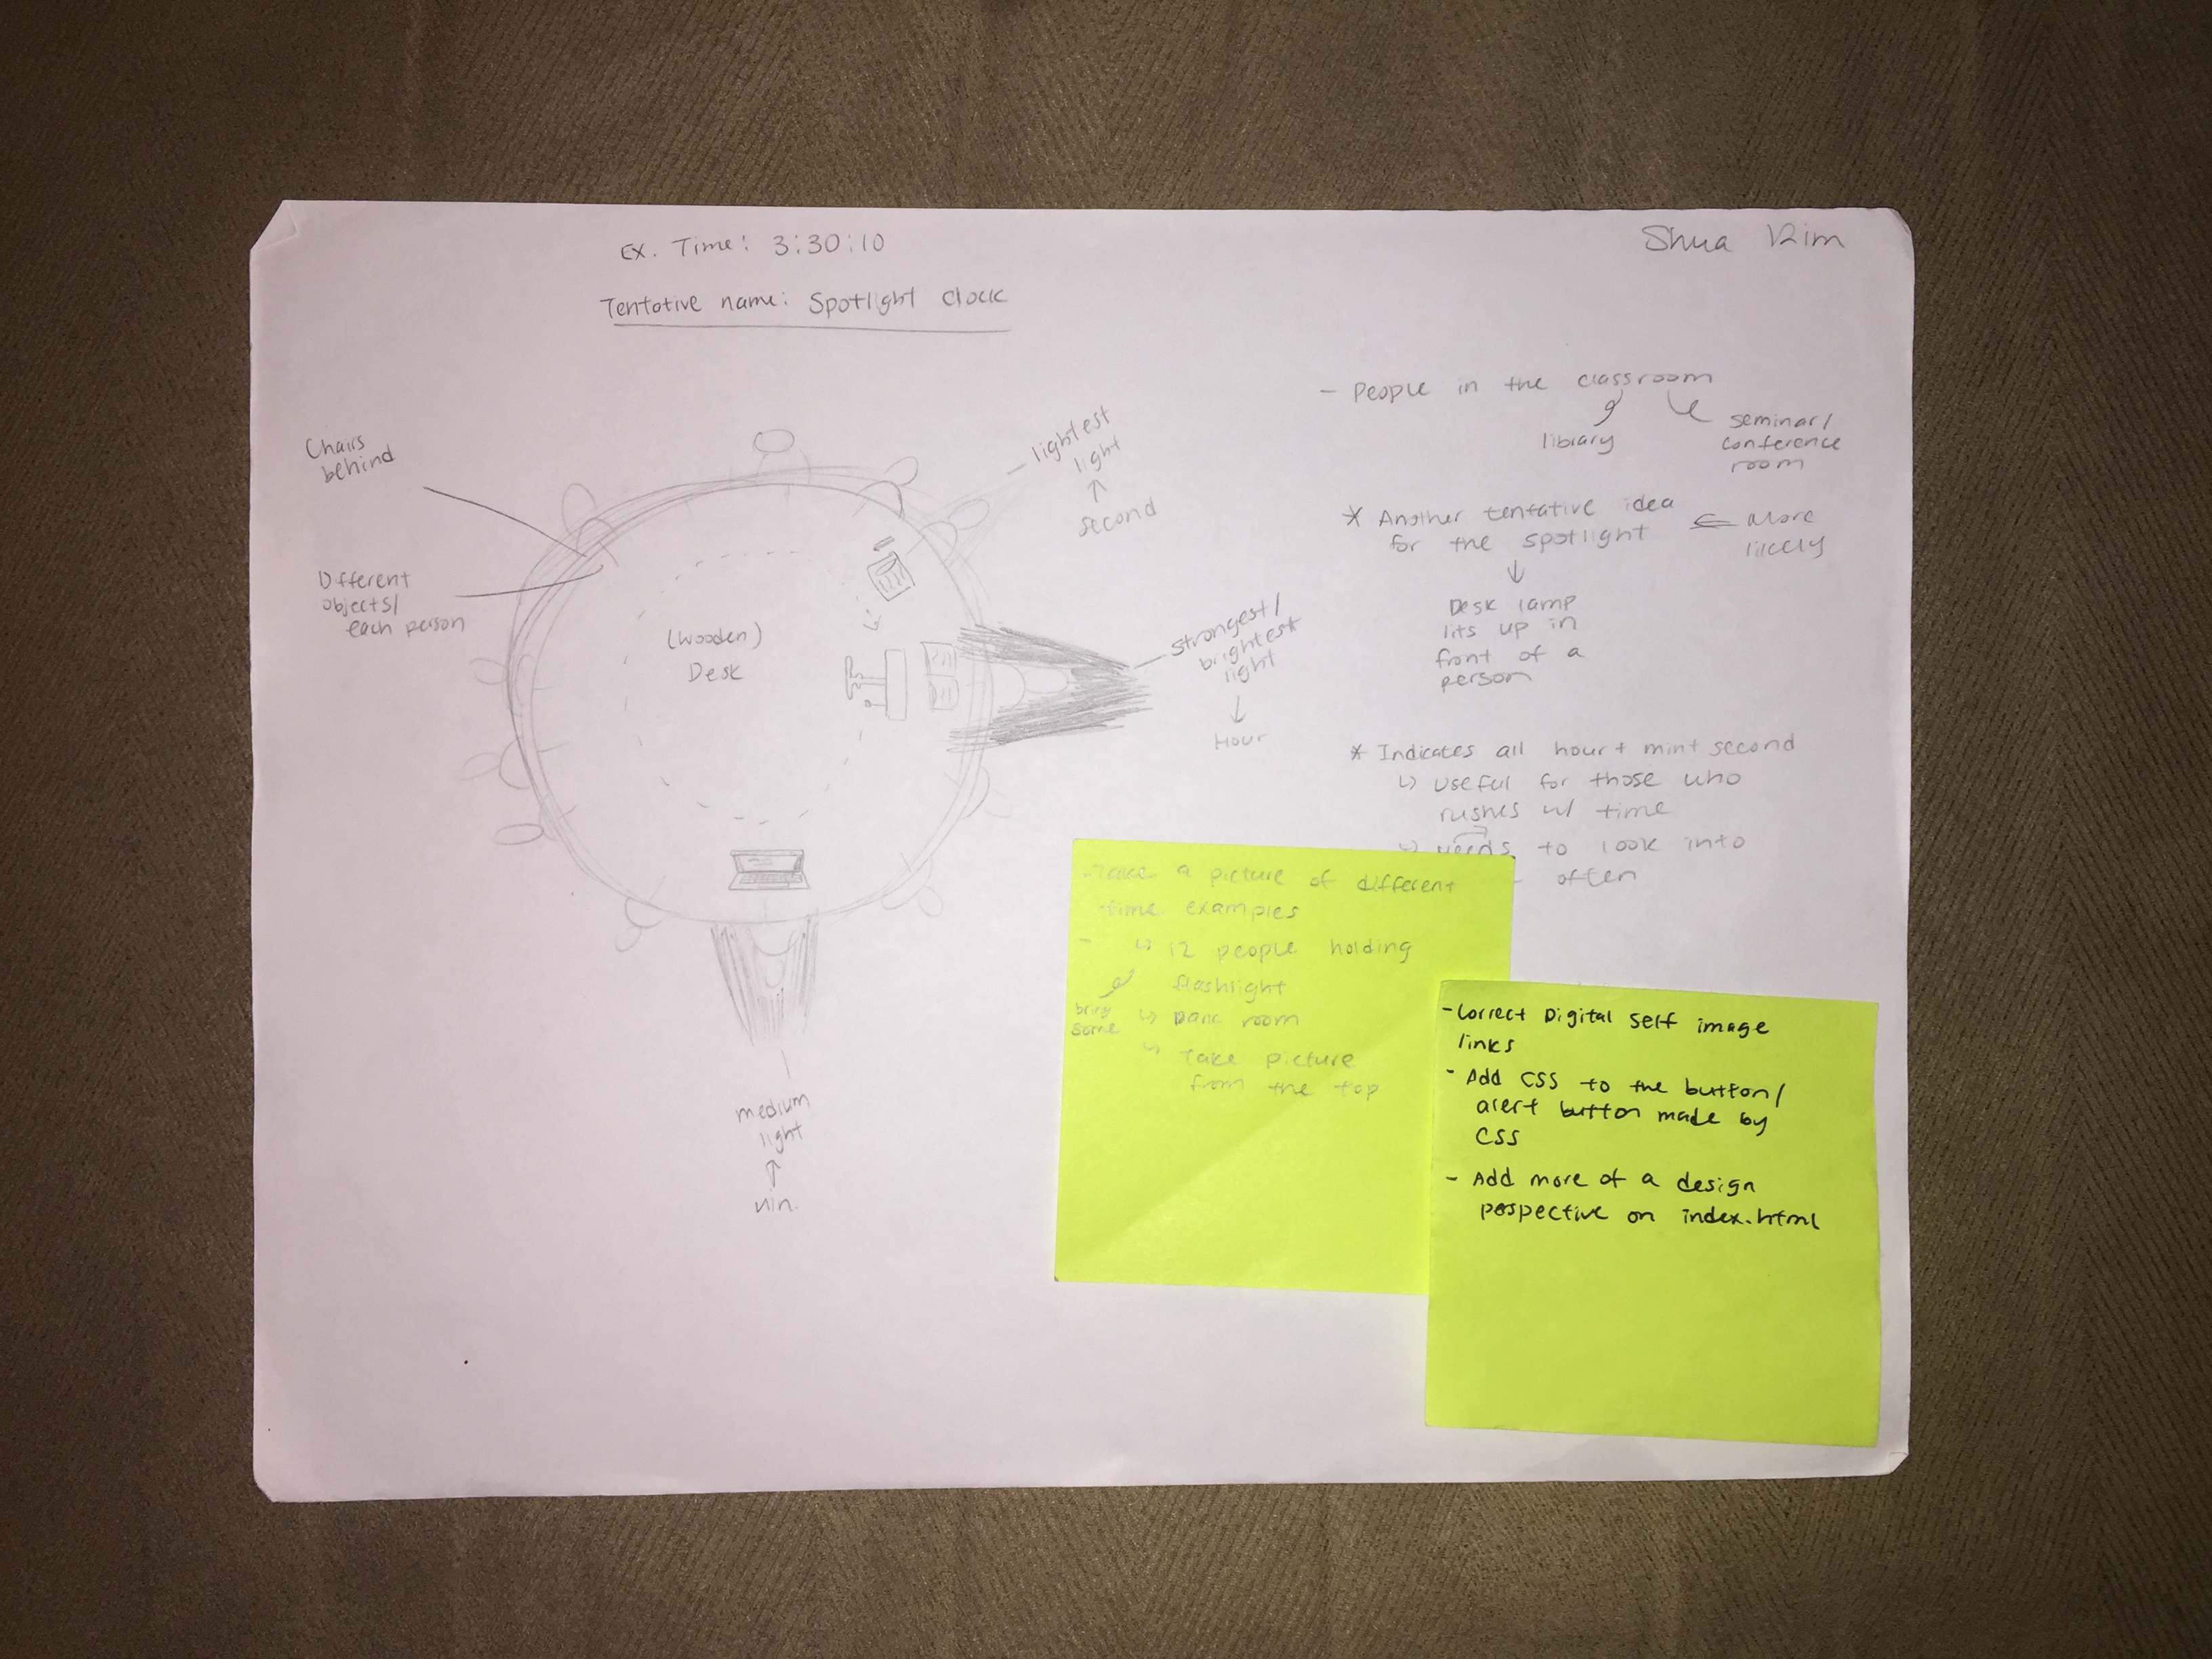 Shua Kim
Ex. Time: 3:30:10
Tentative name: Spotlight clock
Chairs
behind
Different
objects/
each person
(wooden)
Desk
lightest
light
↑
second
strongest/
brightest
light
↓
Hour
medium
light
↑
min.
- People in the classroom
library
seminar/
conference
room
* Another tentative idea ⇐ more
for the spotlight likely
↓
Desk lamp
lits up in
front of a
person
* Indicates all hour + min + second
↳ useful for those who
rushes w/ time
↳ needs to look into
often
- Take a picture of different
time examples
- ↳ 12 people holding
flashlight
bring
some
↳ Dark room
↳ take picture
from the top
- Correct Digital Self image
links
- Add CSS to the button/
alert button made by
CSS
- Add more of a design
perspective on index.html